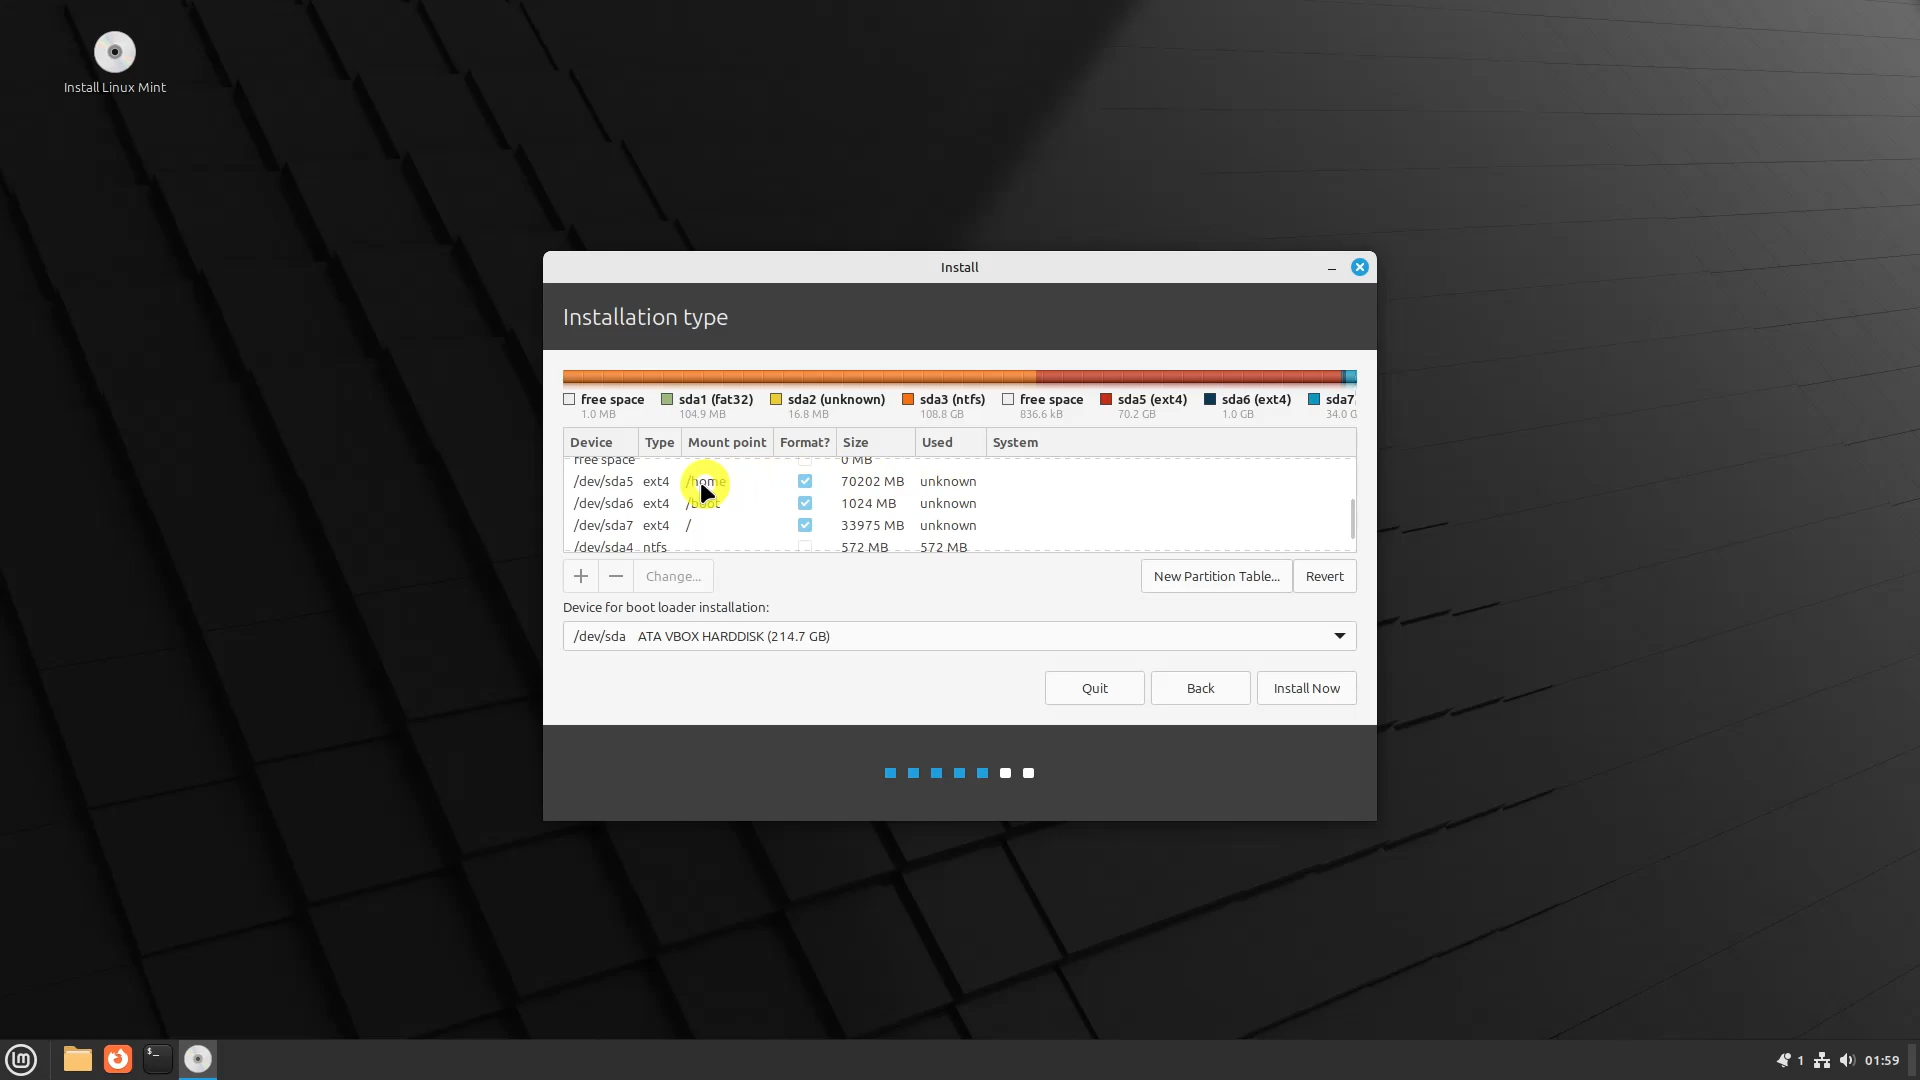 Install Linux Mint
Install
Installation type
free space sda1 (fat32) sda2 (unknown) sda3 (ntfs) free space sda5 (ext4) sda6 (ext4) sda7
1.0 MB 104.9 MB 16.8 MB 108.8 GB 836.6 kB 70.2 GB 1.0 GB 34.0 G
Device Type Mount point Format? Size Used System
free space 0 MB
/dev/sda5 ext4 /home 70202 MB unknown
/dev/sda6 ext4 /boot 1024 MB unknown
/dev/sda7 ext4 / 33975 MB unknown
/dev/sda4 ntfs 572 MB 572 MB
+ − Change... New Partition Table... Revert
Device for boot loader installation:
/dev/sda ATA VBOX HARDDISK (214.7 GB)
Quit Back Install Now
1 01:59